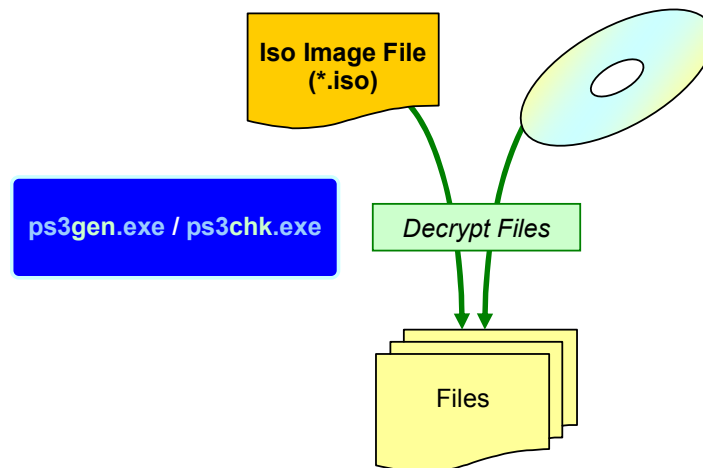 Iso Image File
(*.iso)
ps3gen.exe / ps3chk.exe
Decrypt Files
Files